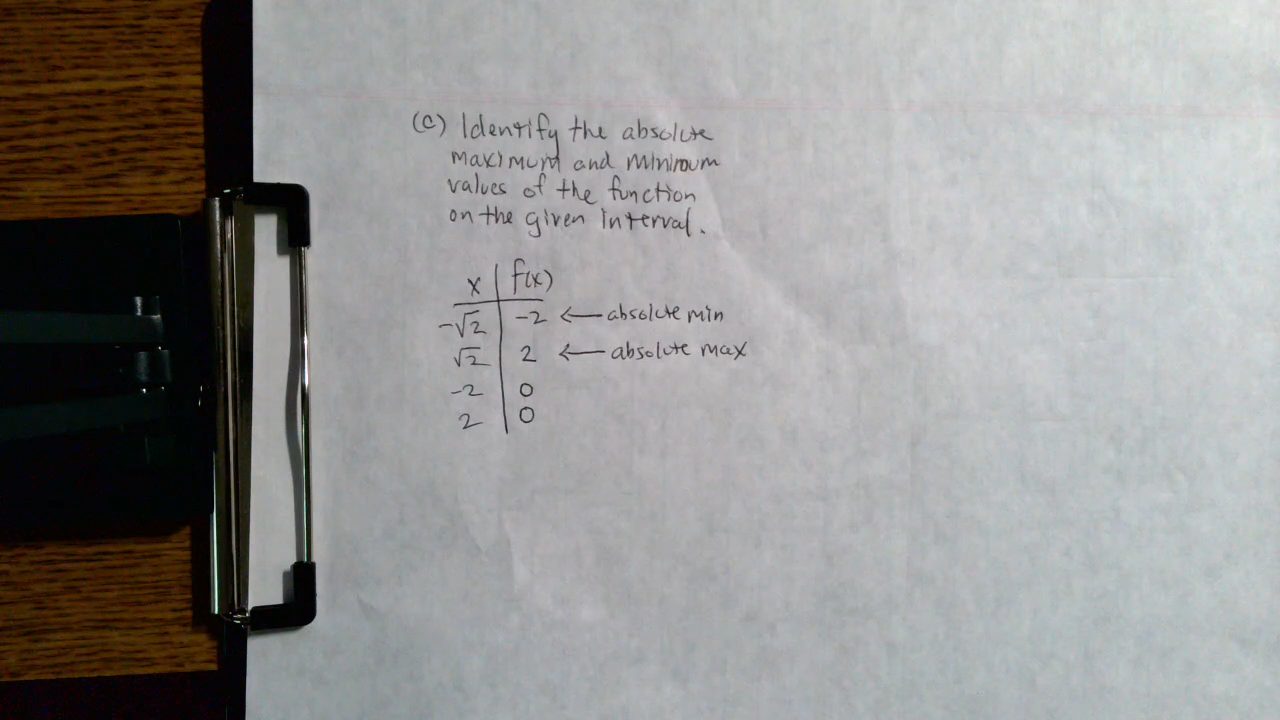 (c) Identify the absolute
maximum and minimum
values of the function
on the given interval.
x | f(x)
-√2 | -2 ← absolute min
√2 | 2 ← absolute max
-2 | 0
2 | 0